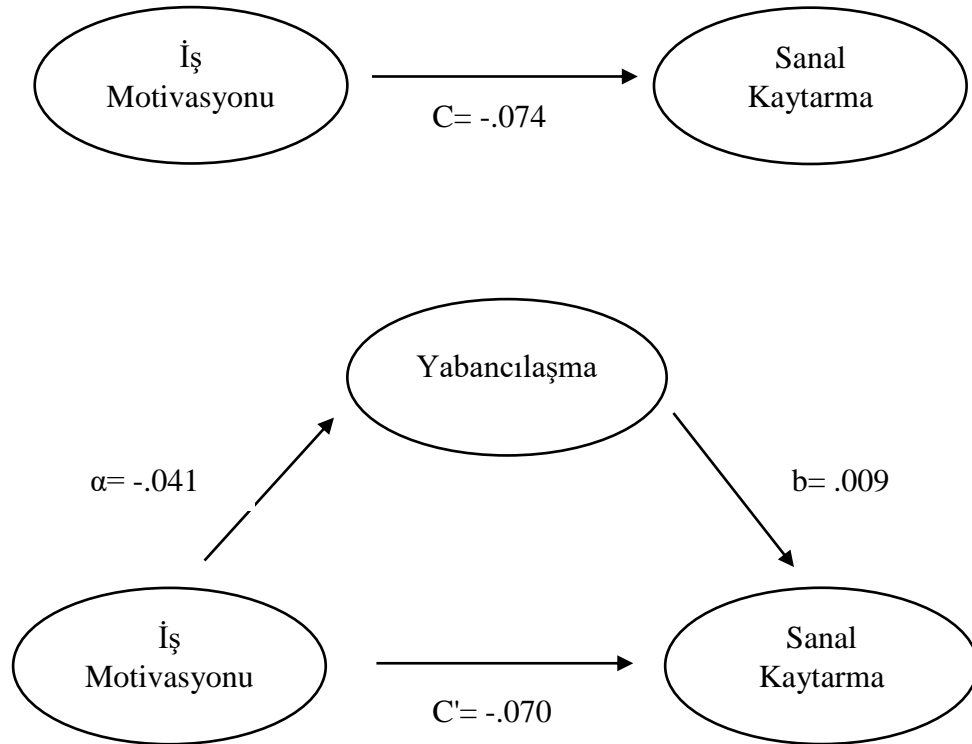 İş
Motivasyonu
Sanal
Kaytarma
C= -.074
Yabancılaşma
α= -.041
b= .009
İş
Motivasyonu
Sanal
Kaytarma
C'= -.070